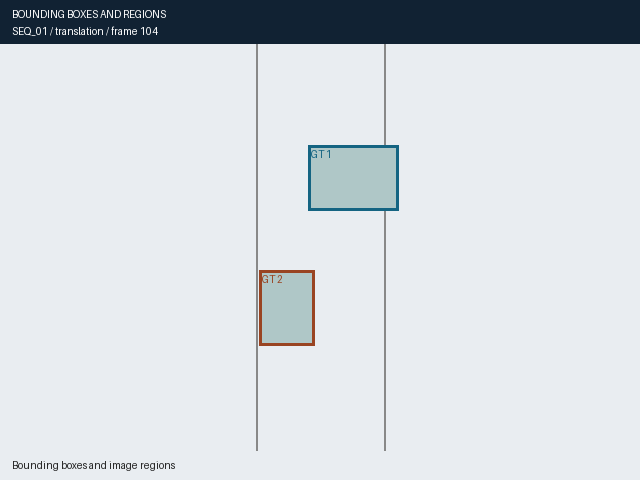 BOUNDING BOXES AND REGIONS
SEQ_01 / translation / frame 104
GT1
GT2
Bounding boxes and image regions